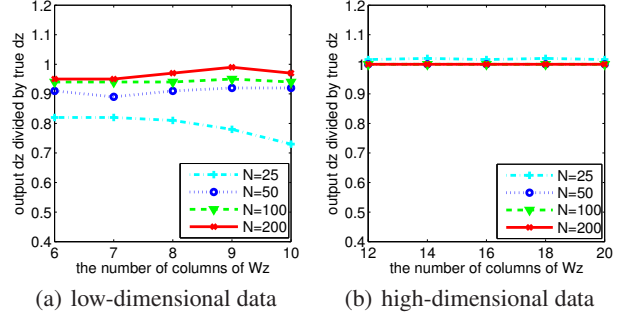 output dz divided by true dz
1.2
1.1
1
0.9
0.8
0.7
0.6
0.5
0.4
6
7
8
9
10
the number of columns of Wz
N=25
N=50
N=100
N=200
(a) low-dimensional data
output dz divided by true dz
1.2
1.1
1
0.9
0.8
0.7
0.6
0.5
0.4
12
14
16
18
20
the number of columns of Wz
N=25
N=50
N=100
N=200
(b) high-dimensional data